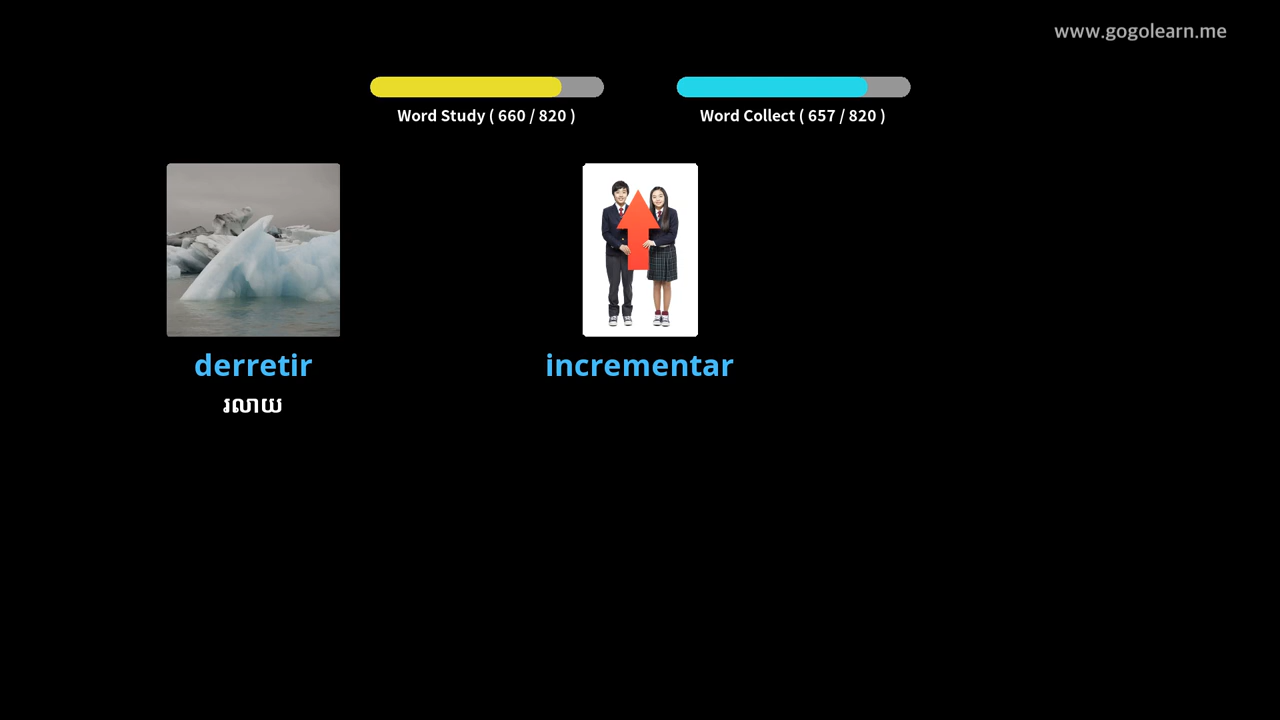 www.gogolearn.me
Word Study ( 660 / 820 )
Word Collect ( 657 / 820 )
derretir
រលាយ
incrementar